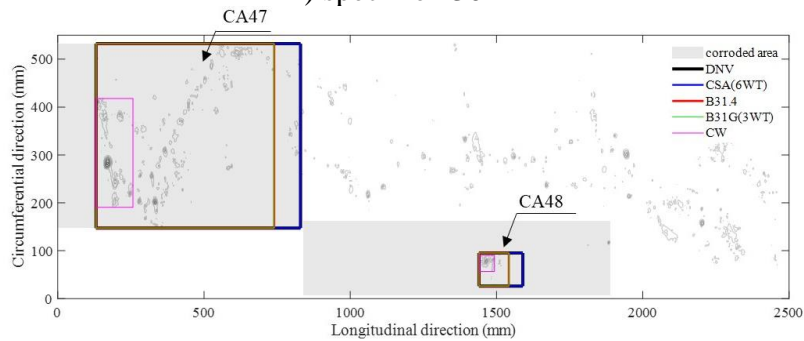 CA47
corroded area
DNV
CSA(6WT)
B31.4
B31G(3WT)
CW
CA48
Circumferential direction (mm)
500
400
300
200
100
0
0
500
1000
1500
2000
2500
Longitudinal direction (mm)